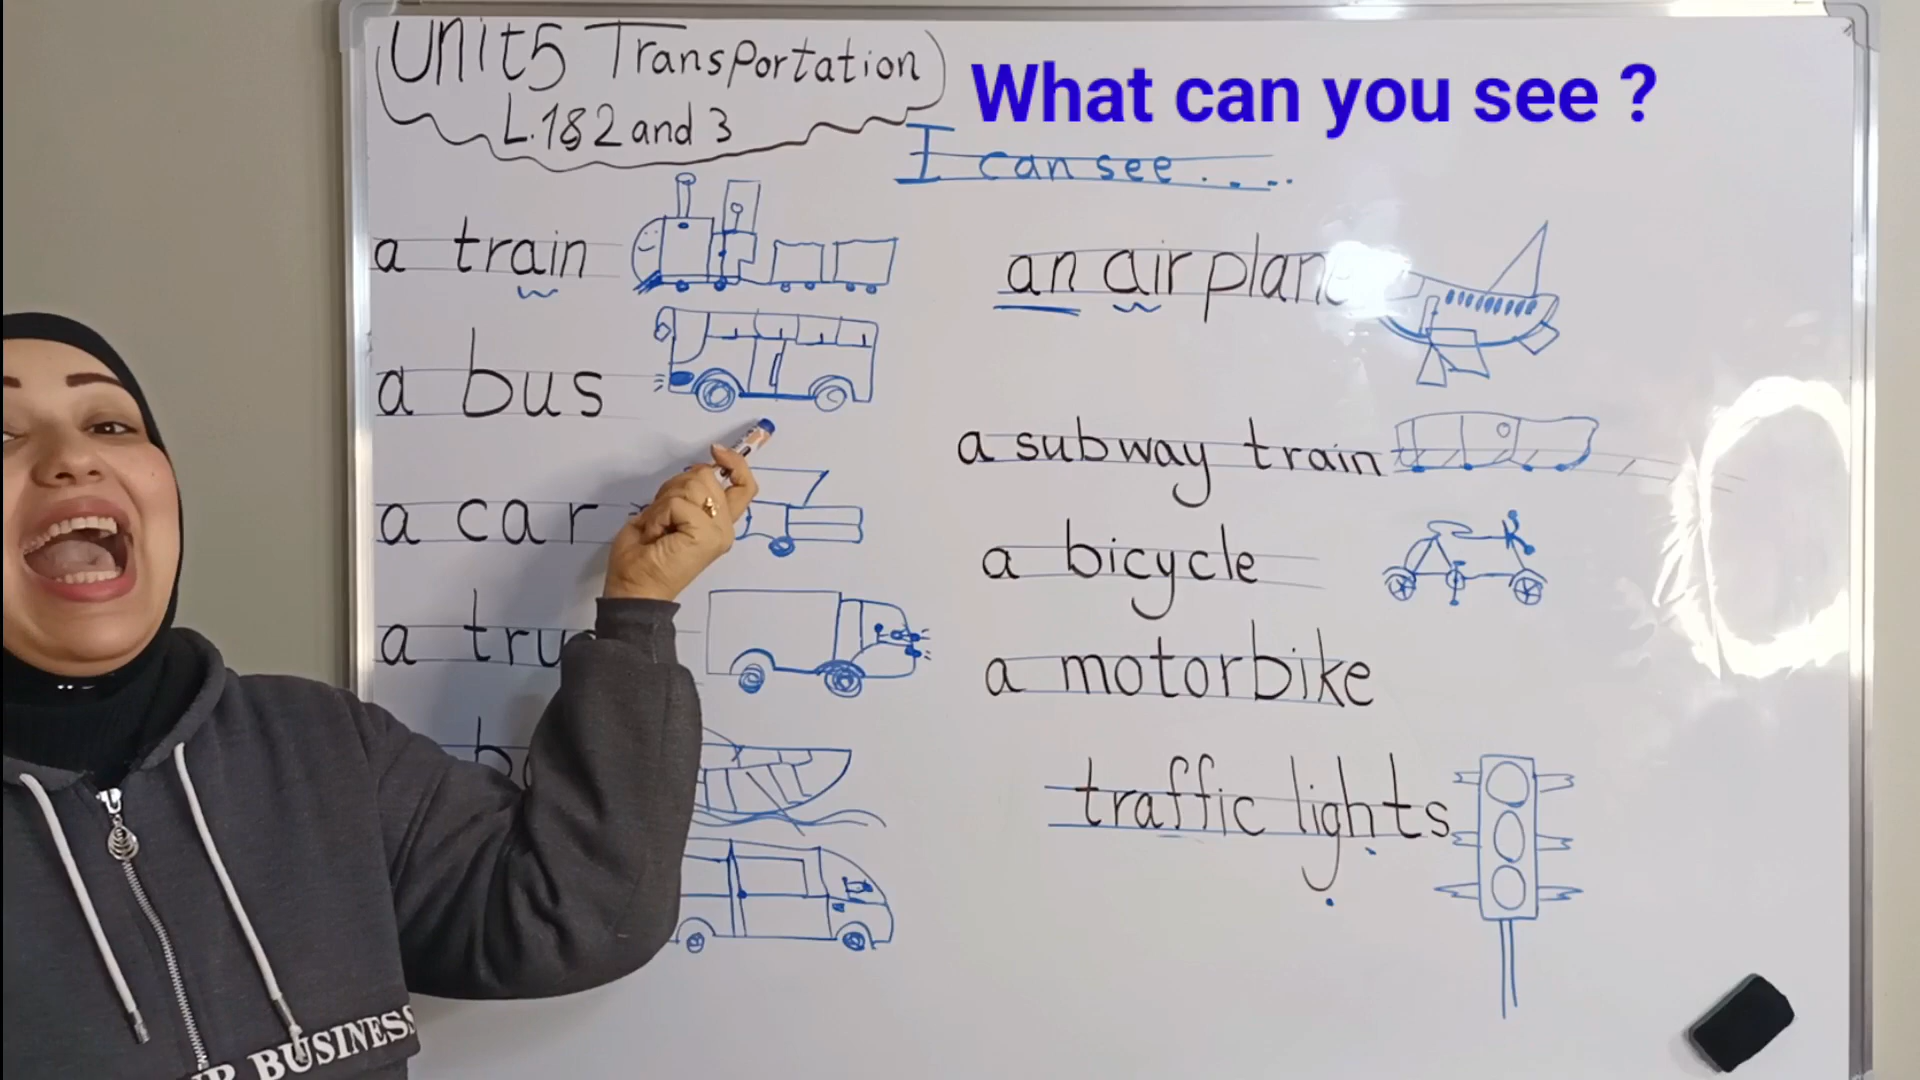 Unit5 Transportation
L.1&2 and 3
What can you see ?
I can see....
a train
a bus
a car
a
an airplane
a subway train
a bicycle
a motorbike
traffic lights
BUSINESS